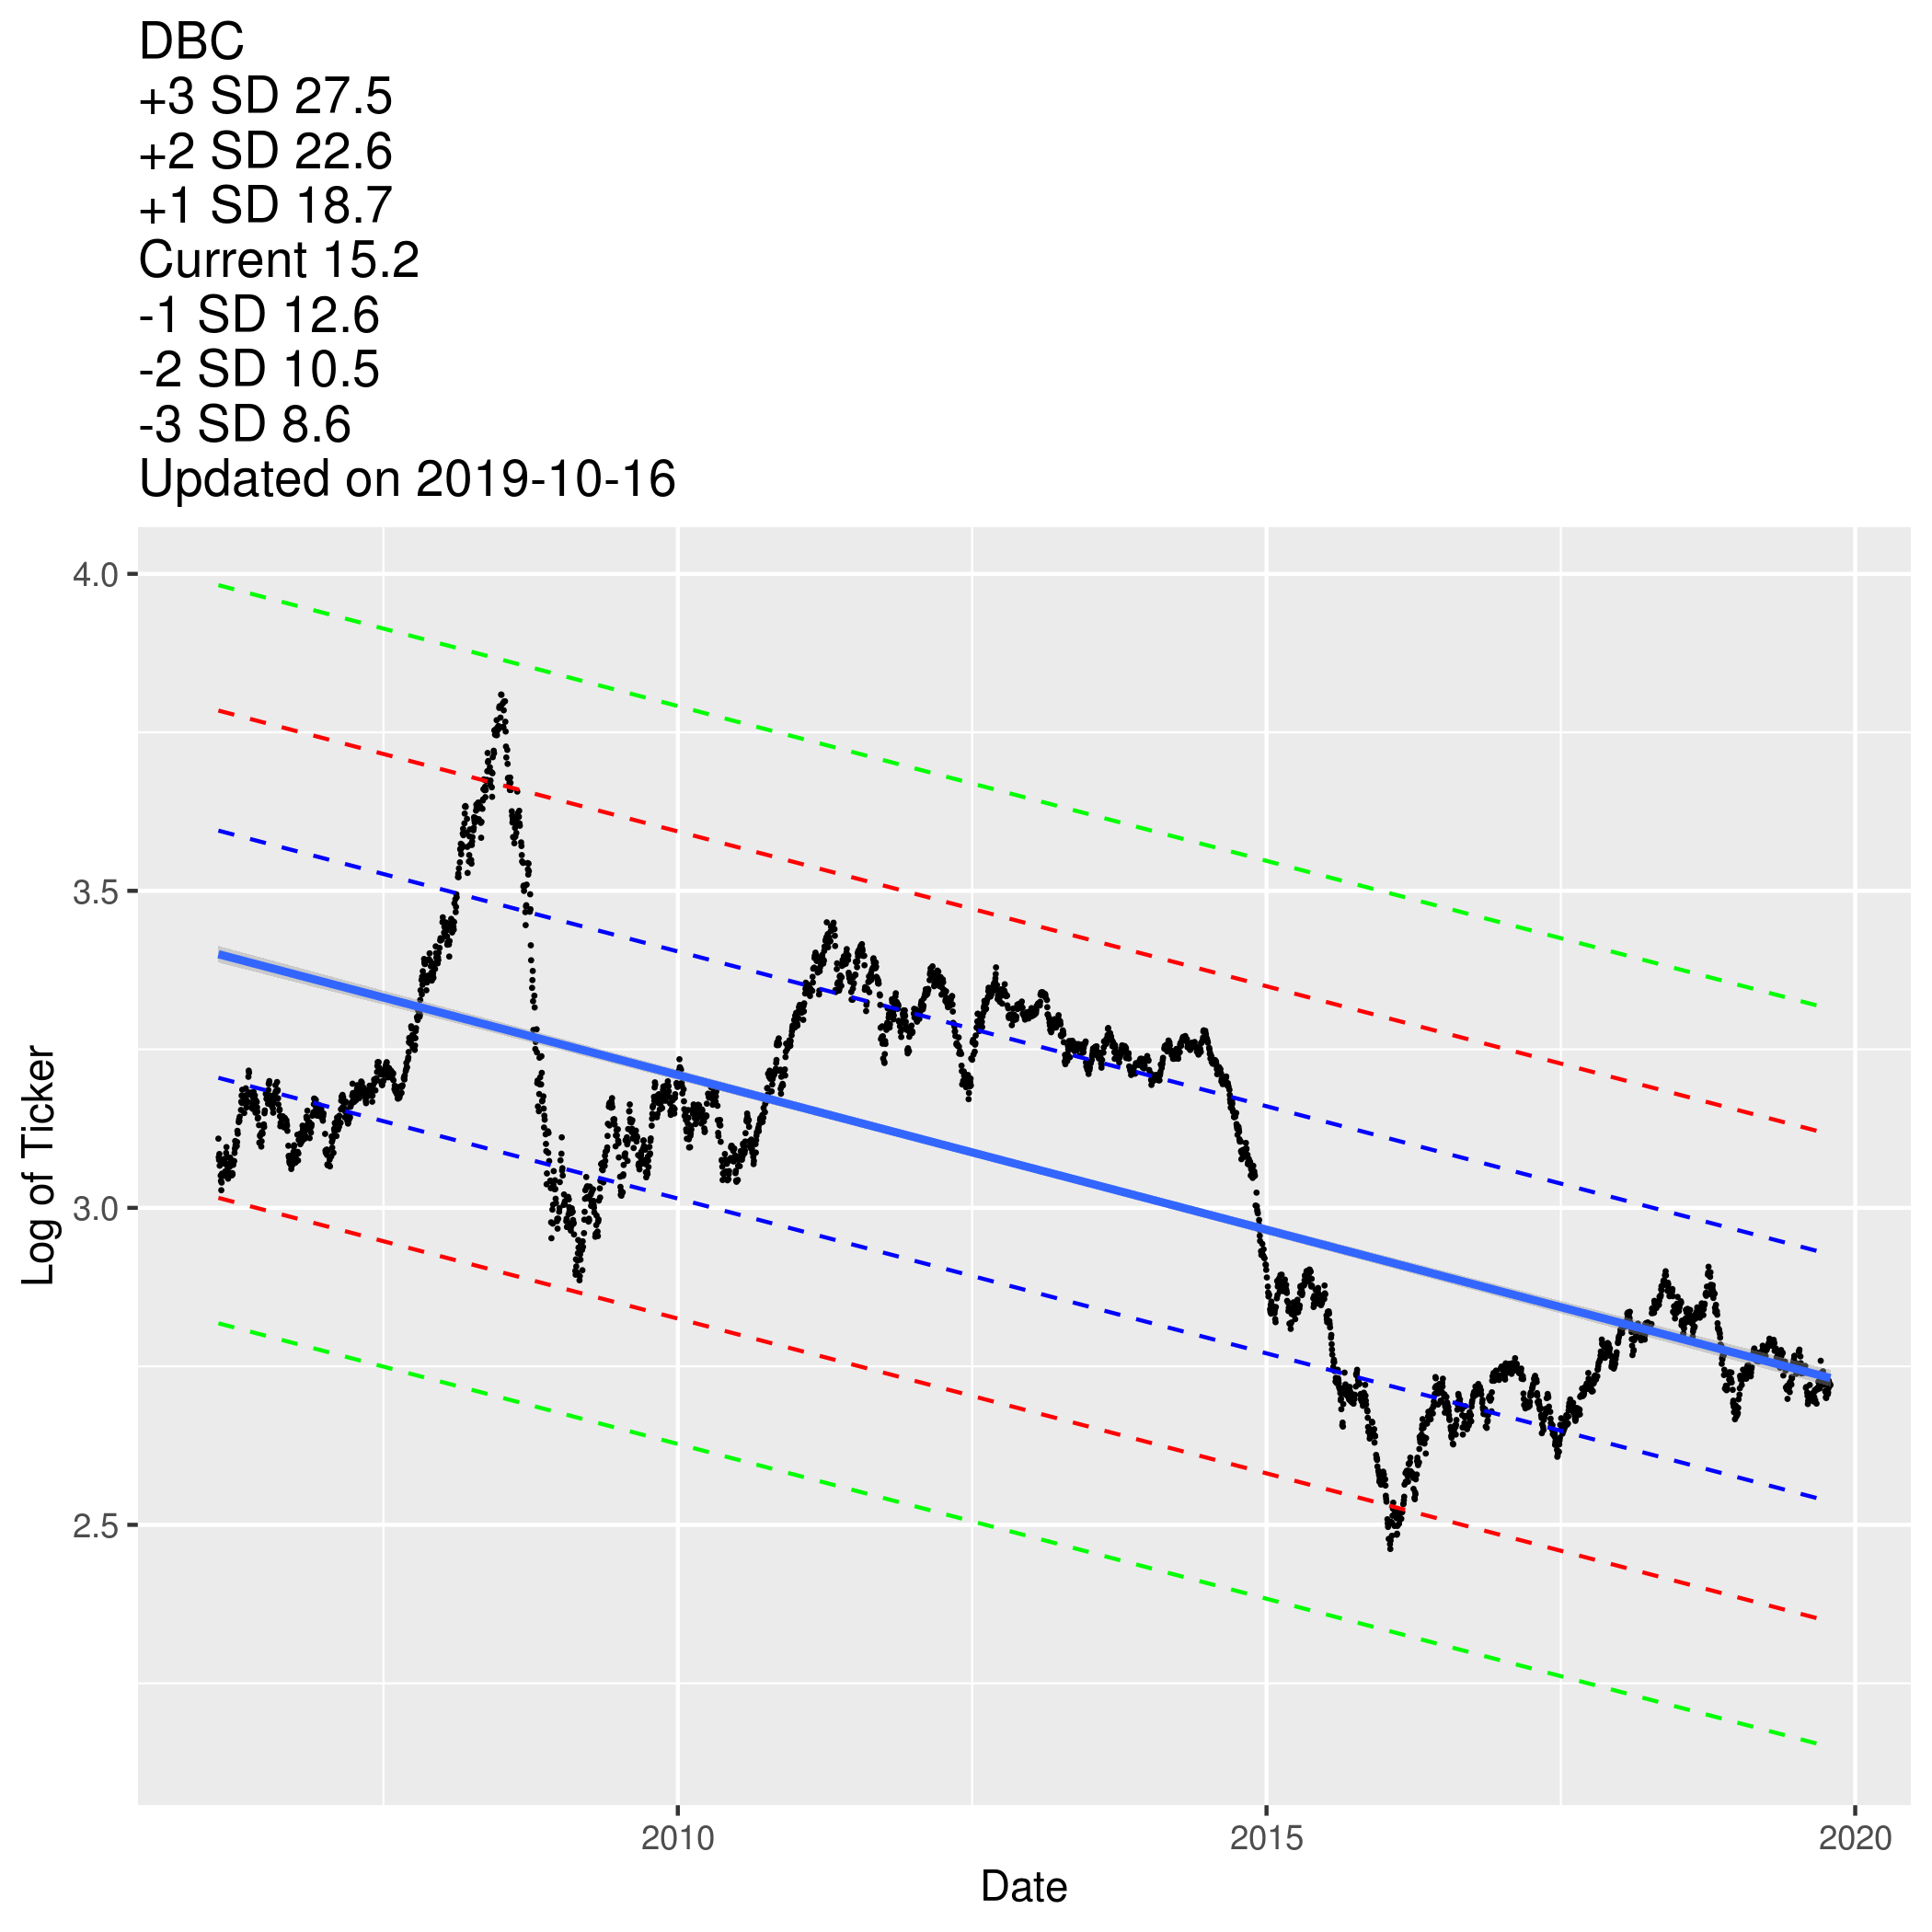 DBC
+3 SD 27.5
+2 SD 22.6
+1 SD 18.7
Current 15.2
-1 SD 12.6
-2 SD 10.5
-3 SD 8.6
Updated on 2019-10-16
4.0
3.5
3.0
2.5
Log of Ticker
2010
2015
2020
Date